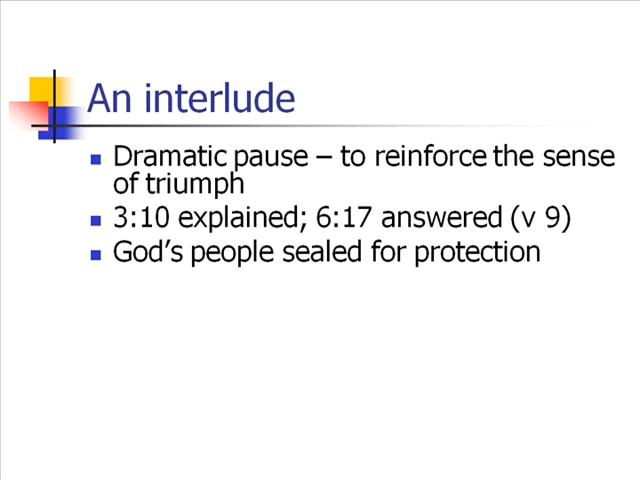 An interlude
Dramatic pause – to reinforce the sense
of triumph
3:10 explained; 6:17 answered (v 9)
God's people sealed for protection